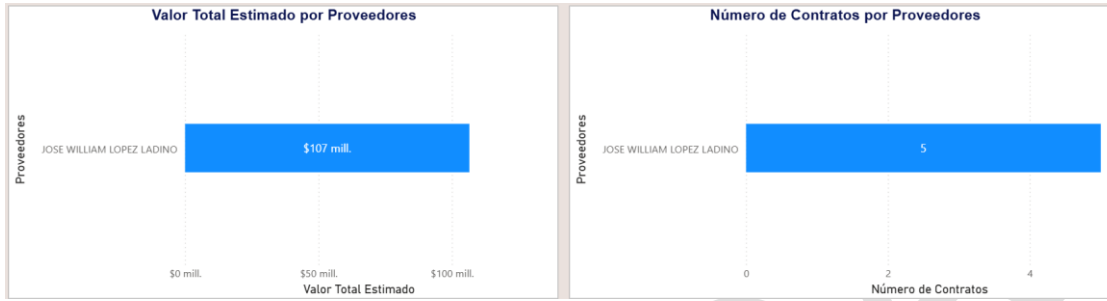 Valor Total Estimado por Proveedores
Proveedores
JOSE WILLIAM LOPEZ LADINO
$107 mill.
$0 mill.
$50 mill.
$100 mill.
Valor Total Estimado
Número de Contratos por Proveedores
Proveedores
JOSE WILLIAM LOPEZ LADINO
5
0
2
4
Número de Contratos